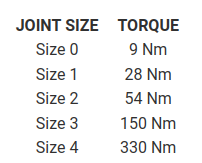 JOINT SIZE TORQUE
Size 0 9 Nm
Size 1 28 Nm
Size 2 54 Nm
Size 3 150 Nm
Size 4 330 Nm